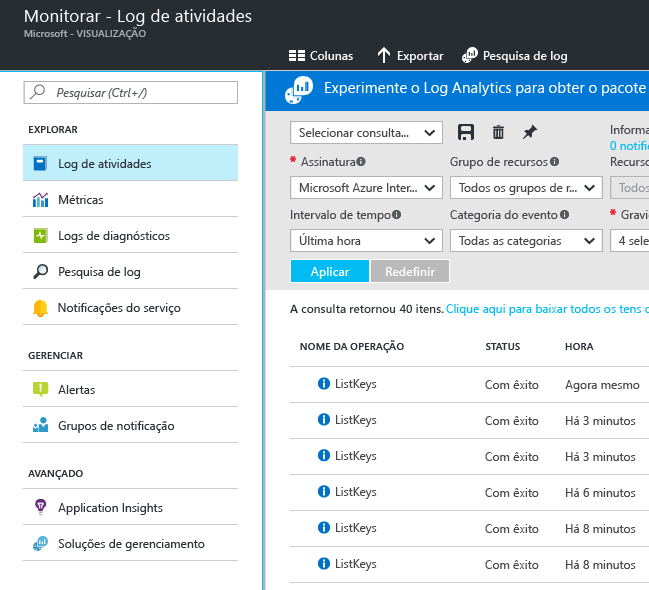 Monitorar - Log de atividades
Microsoft - VISUALIZAÇÃO
Colunas Exportar Pesquisa de log
Pesquisar (Ctrl+/)
EXPLORAR
Log de atividades
Métricas
Logs de diagnósticos
Pesquisa de log
Notificações do serviço
GERENCIAR
Alertas
Grupos de notificação
AVANÇADO
Application Insights
Soluções de gerenciamento
Experimente o Log Analytics para obter o pacote
Selecionar consulta...
Informa
0 notifi
* Assinatura Grupo de recursos Recurso
Microsoft Azure Inter... Todos os grupos de r... Todos
Intervalo de tempo Categoria do evento * Gravi
Última hora Todas as categorias 4 sele
Aplicar Redefinir
A consulta retornou 40 itens. Clique aqui para baixar todos os tens c
NOME DA OPERAÇÃO STATUS HORA
ListKeys Com êxito Agora mesmo
ListKeys Com êxito Há 3 minutos
ListKeys Com êxito Há 3 minutos
ListKeys Com êxito Há 6 minutos
ListKeys Com êxito Há 8 minutos
ListKeys Com êxito Há 8 minutos